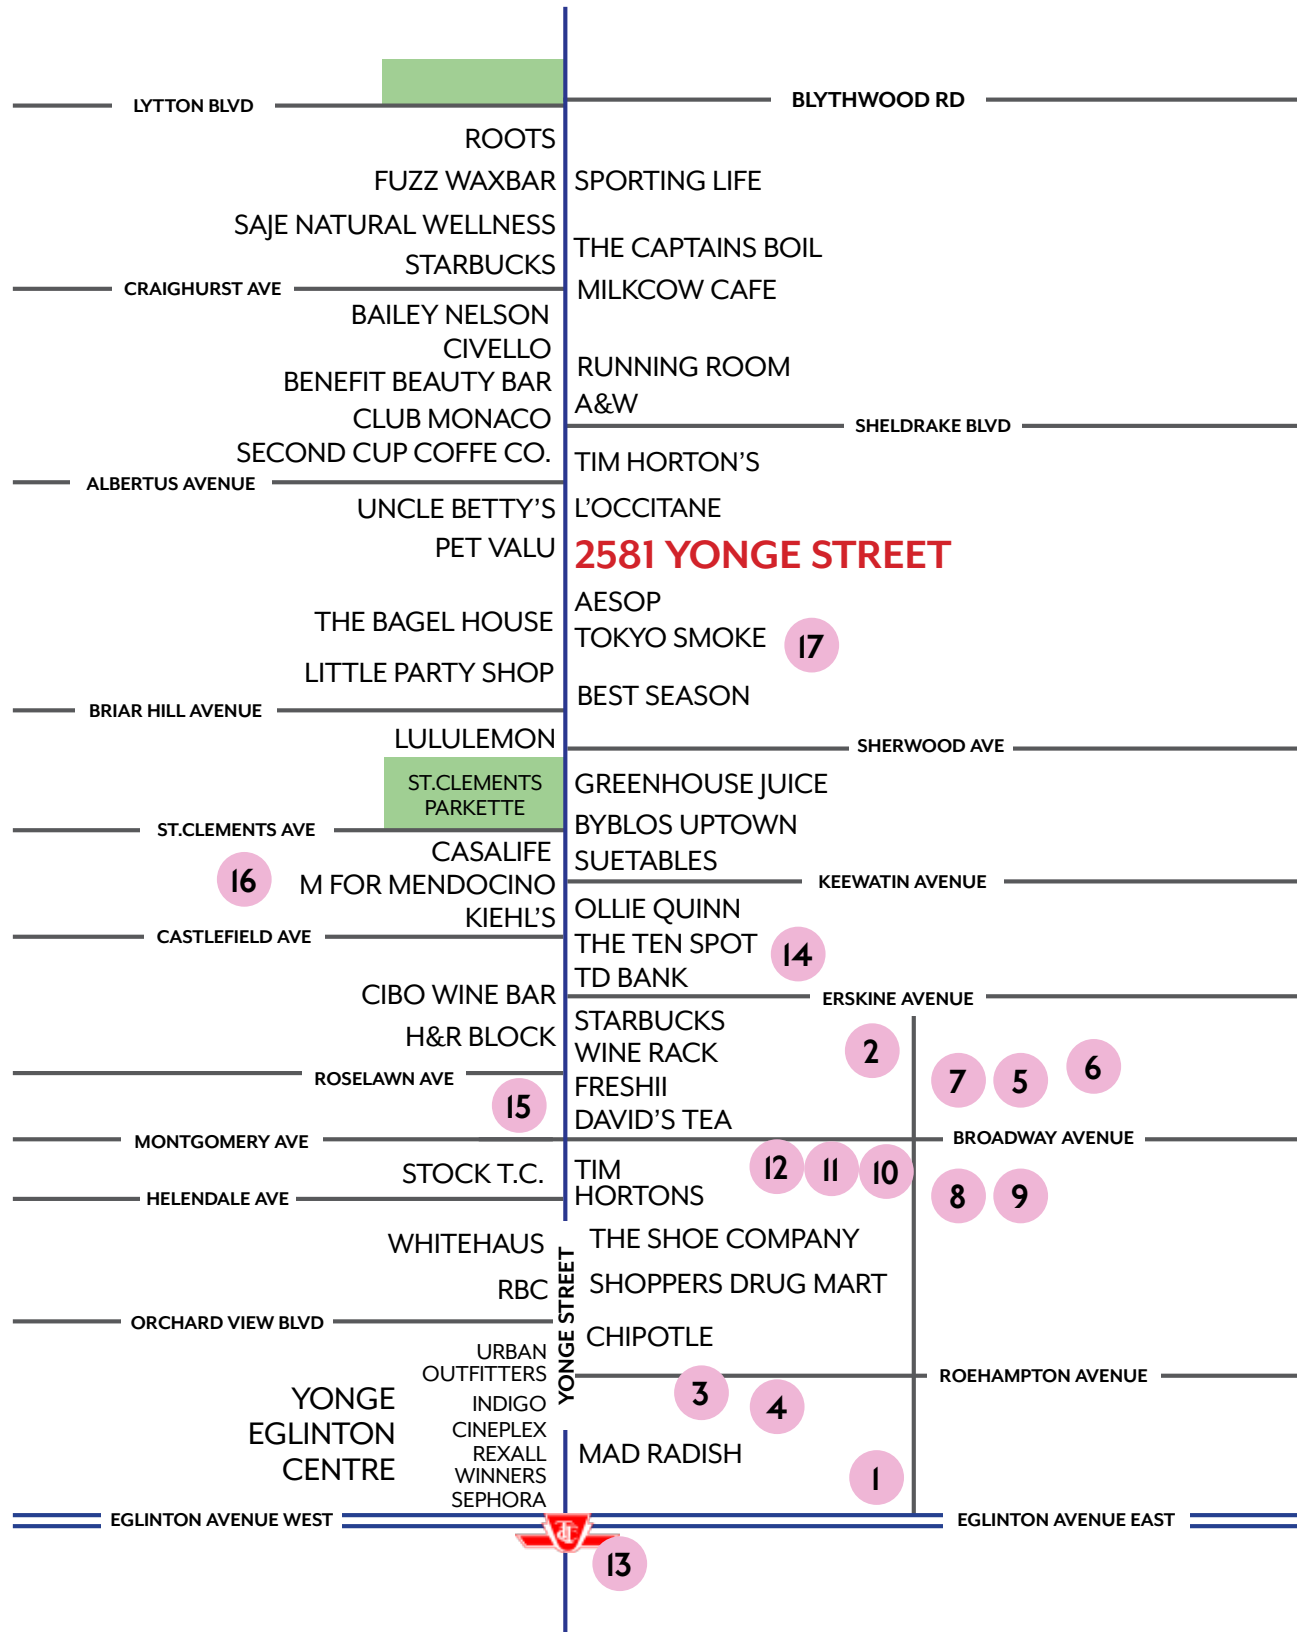 LYTTON BLVD
BLYTHWOOD RD
ROOTS
FUZZ WAXBAR
SPORTING LIFE
SAJE NATURAL WELLNESS
THE CAPTAINS BOIL
STARBUCKS
CRAIGHURST AVE
MILKCOW CAFE
BAILEY NELSON
CIVELLO
RUNNING ROOM
BENEFIT BEAUTY BAR
A&W
CLUB MONACO
SHELDRAKE BLVD
SECOND CUP COFFE CO.
TIM HORTON'S
ALBERTUS AVENUE
UNCLE BETTY'S
L'OCCITANE
PET VALU
2581 YONGE STREET
AESOP
THE BAGEL HOUSE
TOKYO SMOKE
17
LITTLE PARTY SHOP
BEST SEASON
BRIAR HILL AVENUE
LULULEMON
SHERWOOD AVE
ST.CLEMENTS
PARKETTE
GREENHOUSE JUICE
ST.CLEMENTS AVE
BYBLOS UPTOWN
CASALIFE
SUETABLES
16
M FOR MENDOCINO
KEEWATIN AVENUE
KIEHL'S
OLLIE QUINN
CASTLEFIELD AVE
THE TEN SPOT
14
TD BANK
CIBO WINE BAR
ERSKINE AVENUE
STARBUCKS
H&R BLOCK
WINE RACK
2
7
5
6
ROSELAWN AVE
FRESHII
15
DAVID'S TEA
MONTGOMERY AVE
BROADWAY AVENUE
STOCK T.C.
TIM
HORTONS
12
11
10
8
9
HELENDALE AVE
WHITEHAUS
THE SHOE COMPANY
RBC
SHOPPERS DRUG MART
YONGE STREET
ORCHARD VIEW BLVD
CHIPOTLE
URBAN
OUTFITTERS
ROEHAMPTON AVENUE
3
4
YONGE
EGLINTON
CENTRE
INDIGO
CINEPLEX
REXALL
WINNERS
SEPHORA
MAD RADISH
1
EGLINTON AVENUE WEST
EGLINTON AVENUE EAST
TTC
13